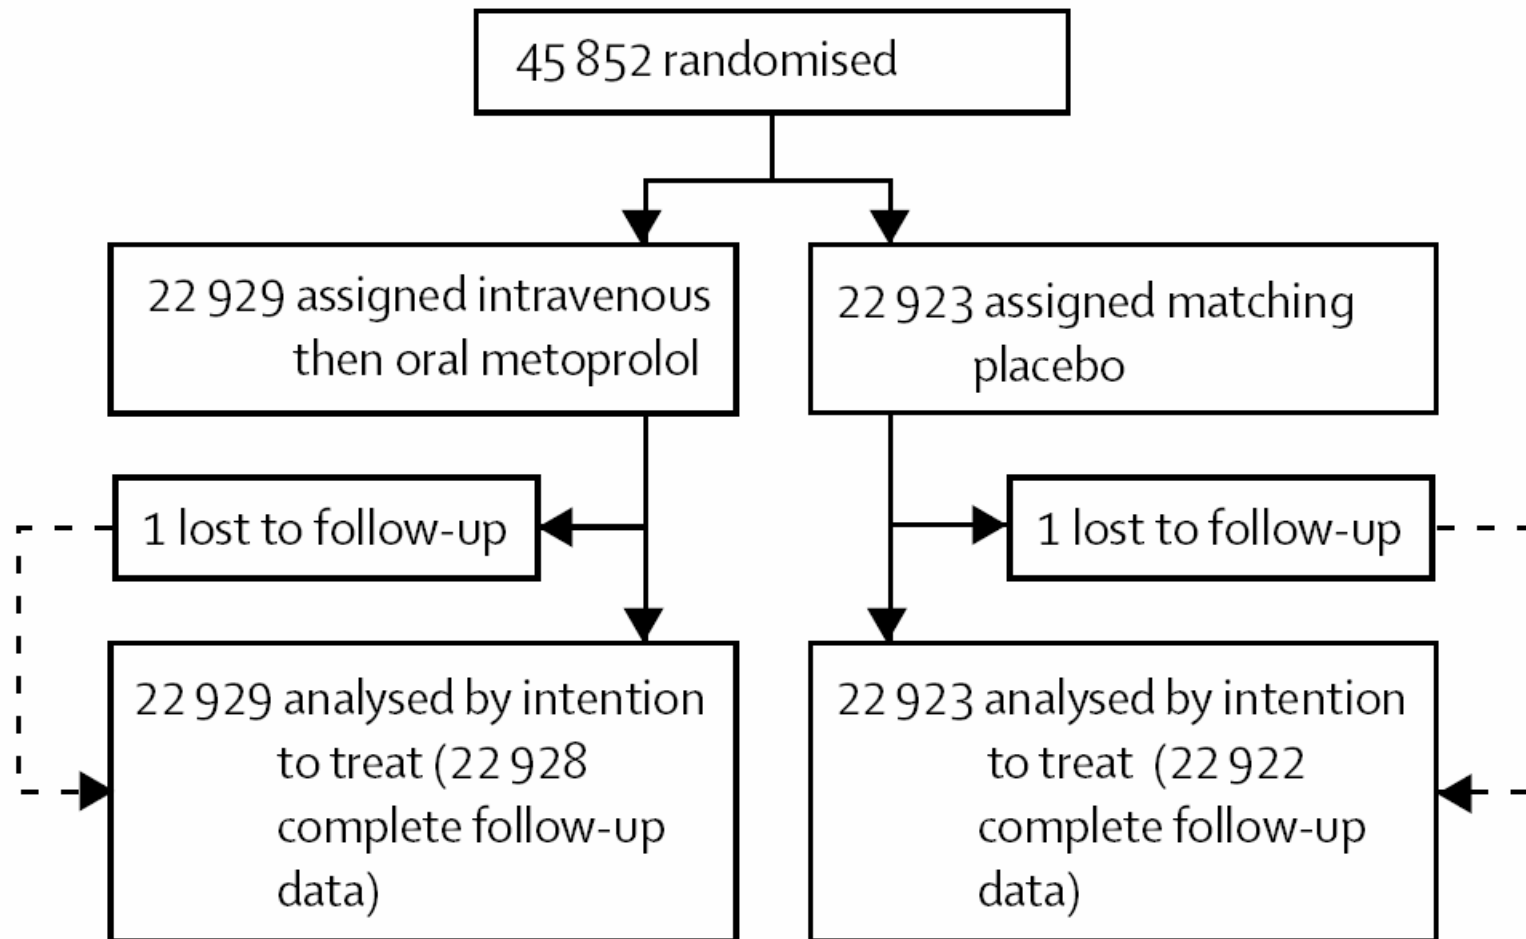 45 852 randomised
22 929 assigned intravenous
then oral metoprolol
22 923 assigned matching
placebo
1 lost to follow-up
1 lost to follow-up
22 929 analysed by intention
to treat (22 928
complete follow-up
data)
22 923 analysed by intention
to treat (22 922
complete follow-up
data)